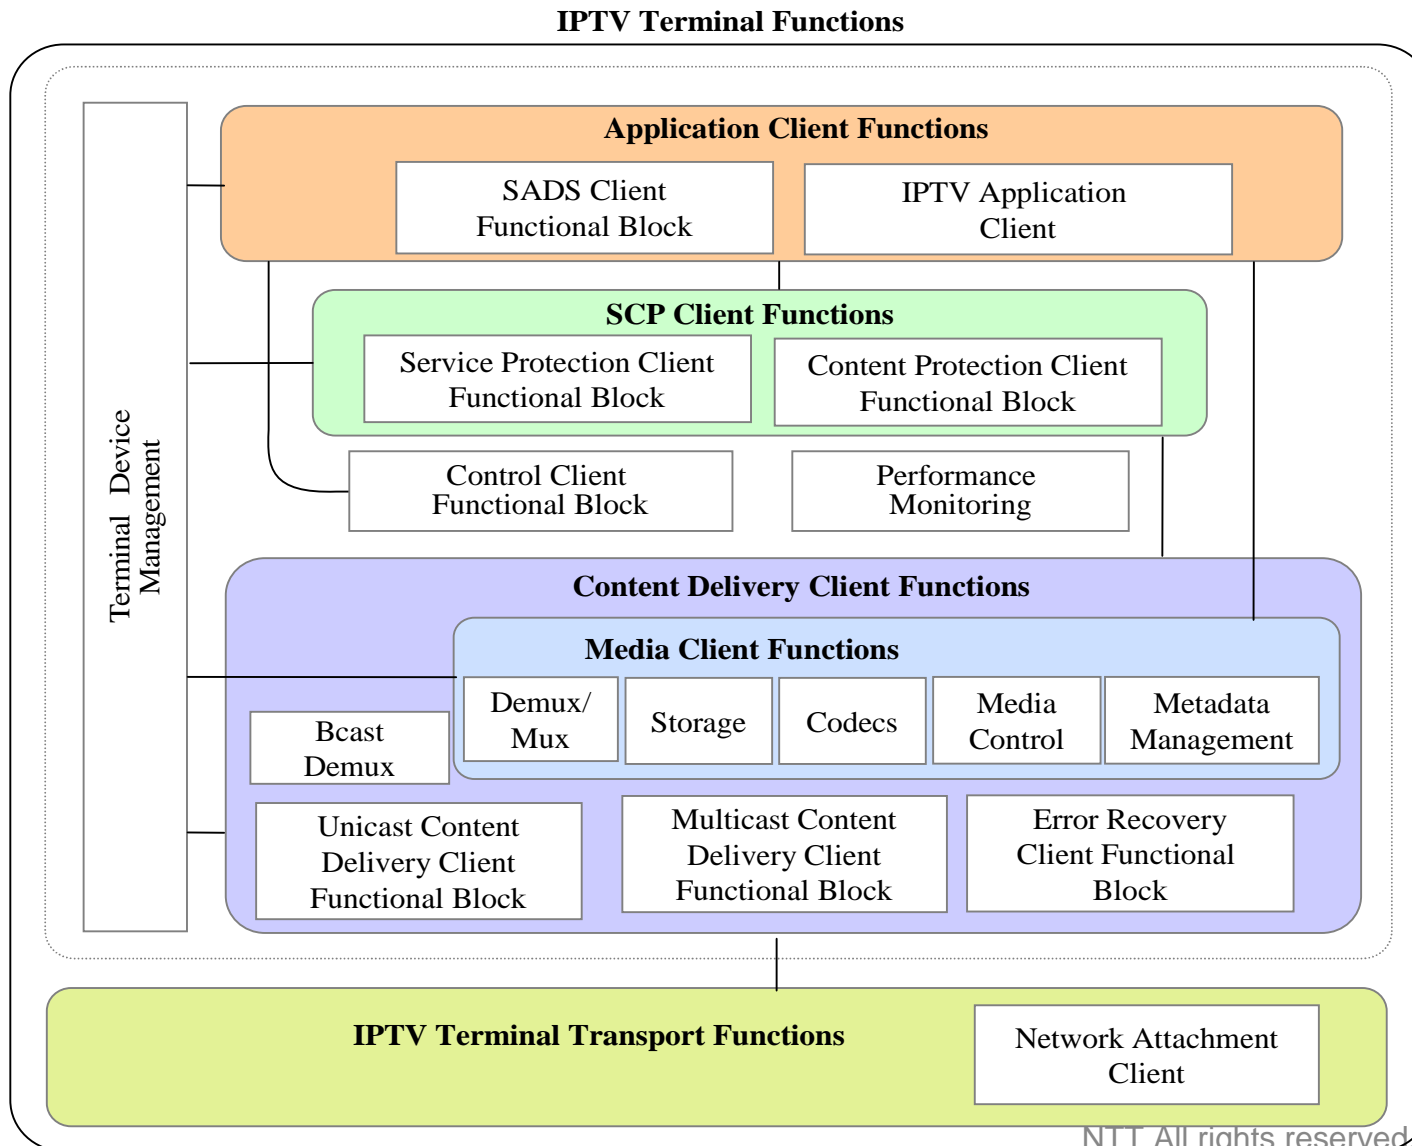 IPTV Terminal Functions
Application Client Functions
SADS Client
Functional Block
IPTV Application
Client
SCP Client Functions
Service Protection Client
Functional Block
Content Protection Client
Functional Block
Terminal Device
Management
Control Client
Functional Block
Performance
Monitoring
Content Delivery Client Functions
Media Client Functions
Demux/
Mux
Storage
Codecs
Media
Control
Metadata
Management
Bcast
Demux
Unicast Content
Delivery Client
Functional Block
Multicast Content
Delivery Client
Functional Block
Error Recovery
Client Functional
Block
IPTV Terminal Transport Functions
Network Attachment
Client
NTT All rights reserved